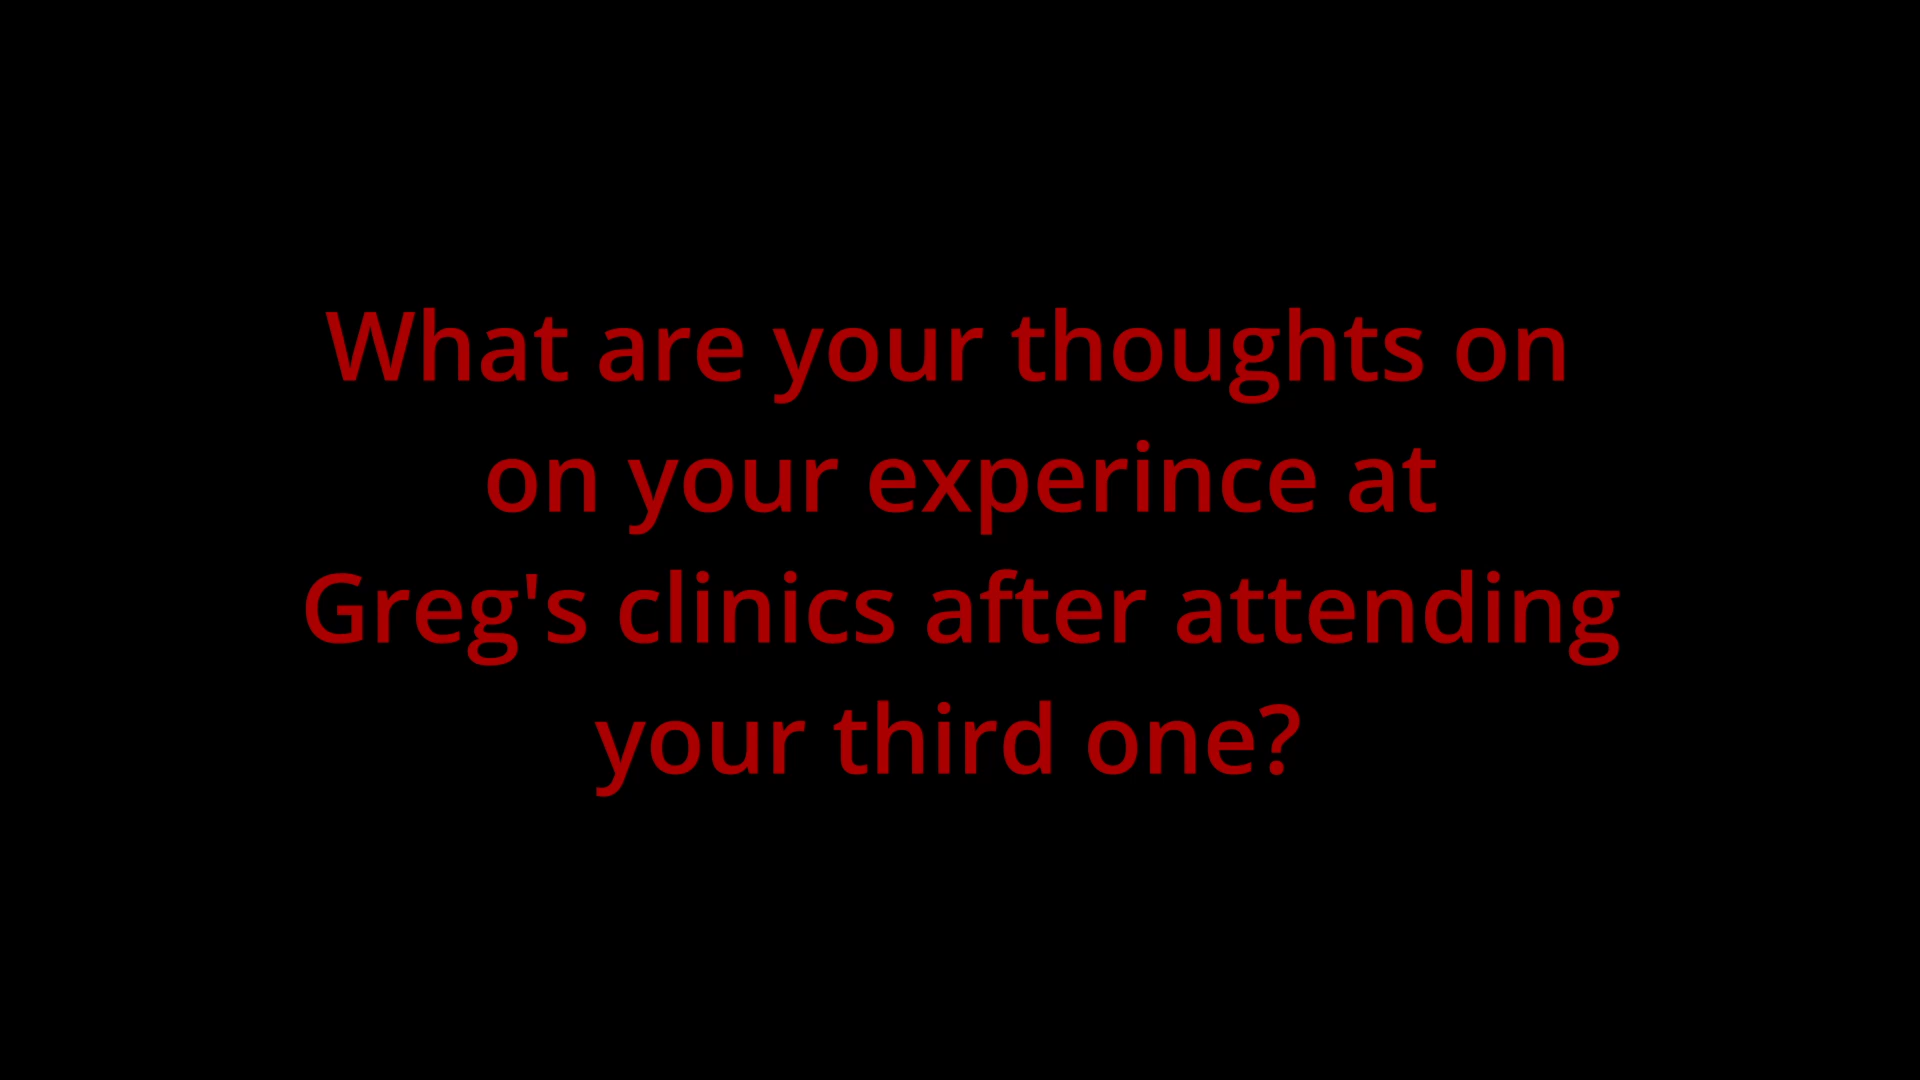 What are your thoughts on
on your experince at
Greg's clinics after attending
your third one?